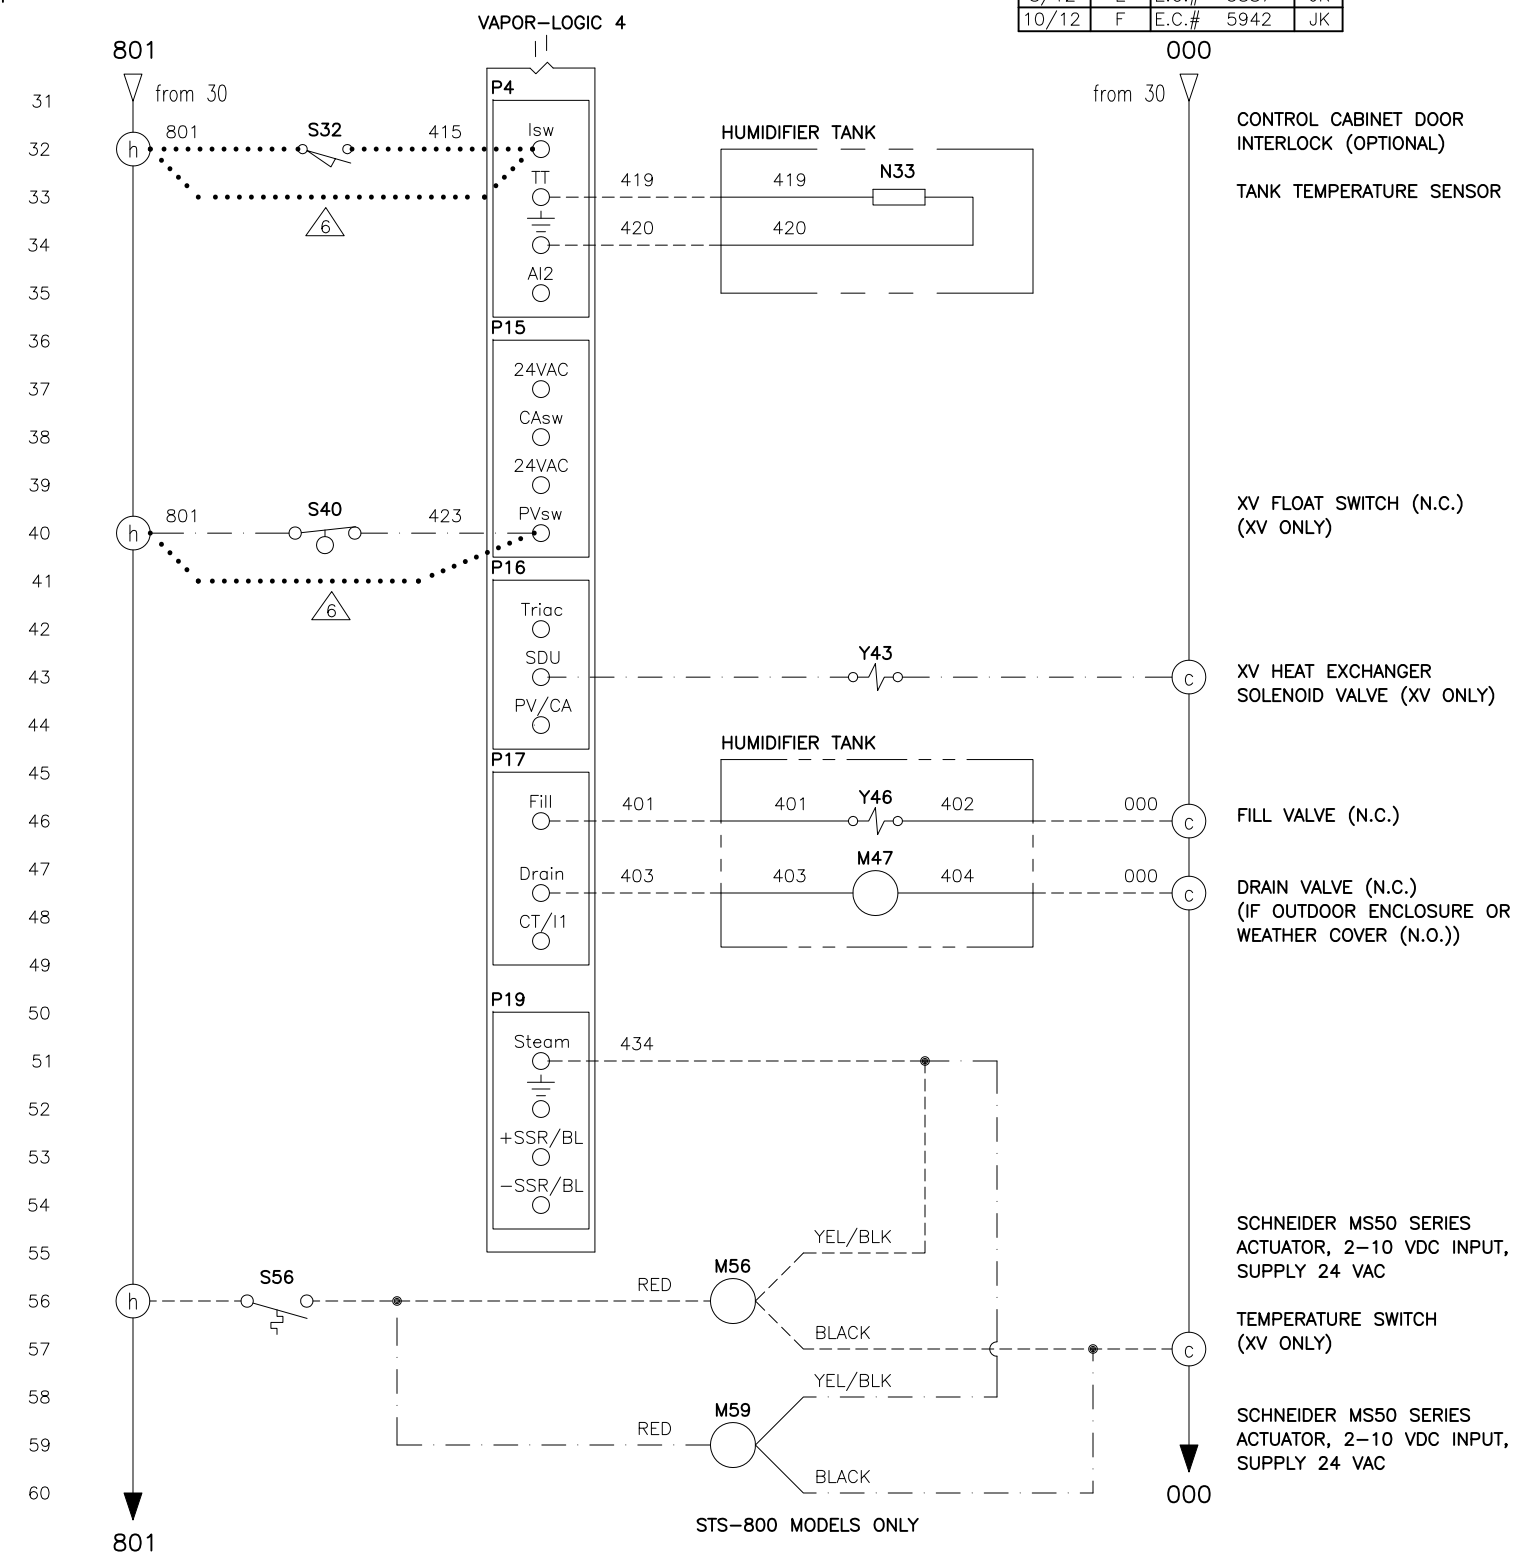 10/12 F E.C.# 5942 JK
VAPOR-LOGIC 4
801 000
from 30 from 30
31 P4
CONTROL CABINET DOOR
INTERLOCK (OPTIONAL)
32 h 801 S32 415 Isw
HUMIDIFIER TANK
33 6 TT 419 419 N33
TANK TEMPERATURE SENSOR
34 420 420
35 AI2
36 P15
37 24VAC
38 CAsw
39 24VAC
40 h 801 S40 423 PVsw
XV FLOAT SWITCH (N.C.)
(XV ONLY)
41 P16
6
42 Triac
43 SDU Y43 c
XV HEAT EXCHANGER
SOLENOID VALVE (XV ONLY)
44 PV/CA
HUMIDIFIER TANK
45 P17
46 Fill 401 401 Y46 402 000 c
FILL VALVE (N.C.)
47 Drain 403 403 M47 404 000 c
DRAIN VALVE (N.C.)
(IF OUTDOOR ENCLOSURE OR
WEATHER COVER (N.O.))
48 CT/I1
49
50 P19
51 Steam 434
52
53 +SSR/BL
54 -SSR/BL
55 YEL/BLK
SCHNEIDER MS50 SERIES
ACTUATOR, 2-10 VDC INPUT,
SUPPLY 24 VAC
56 h S56 RED M56
57 BLACK c
TEMPERATURE SWITCH
(XV ONLY)
58 YEL/BLK
59 RED M59
SCHNEIDER MS50 SERIES
ACTUATOR, 2-10 VDC INPUT,
SUPPLY 24 VAC
60 BLACK
000
STS-800 MODELS ONLY
801